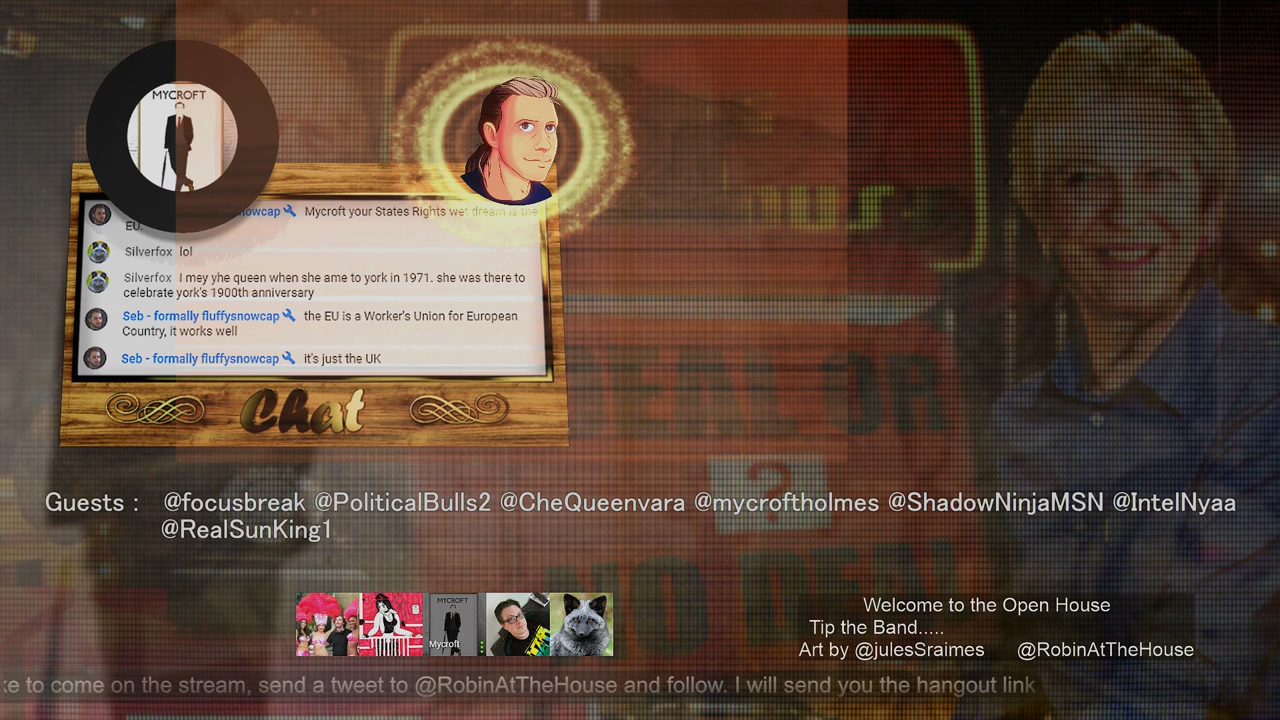 MYCROFT
nowcap Mycroft your States Rights wet dream is the
EU.
Silverfox lol
Silverfox I mey yhe queen when she ame to york in 1971. she was there to
celebrate york's 1900th anniversary
Seb - formally fluffysnowcap the EU is a Worker's Union for European
Country, it works well
Seb - formally fluffysnowcap it's just the UK
Chat
DEAL OR
?
NO DEAL
Guests : @focusbreak @PoliticalBulls2 @CheQueenvara @mycroftholmes @ShadowNinjaMSN @IntelNyaa
@RealSunKing1
MYCROFT
Mycroft
Welcome to the Open House
Tip the Band.....
Art by @julesSraimes @RobinAtTheHouse
ke to come on the stream, send a tweet to @RobinAtTheHouse and follow. I will send you the hangout link